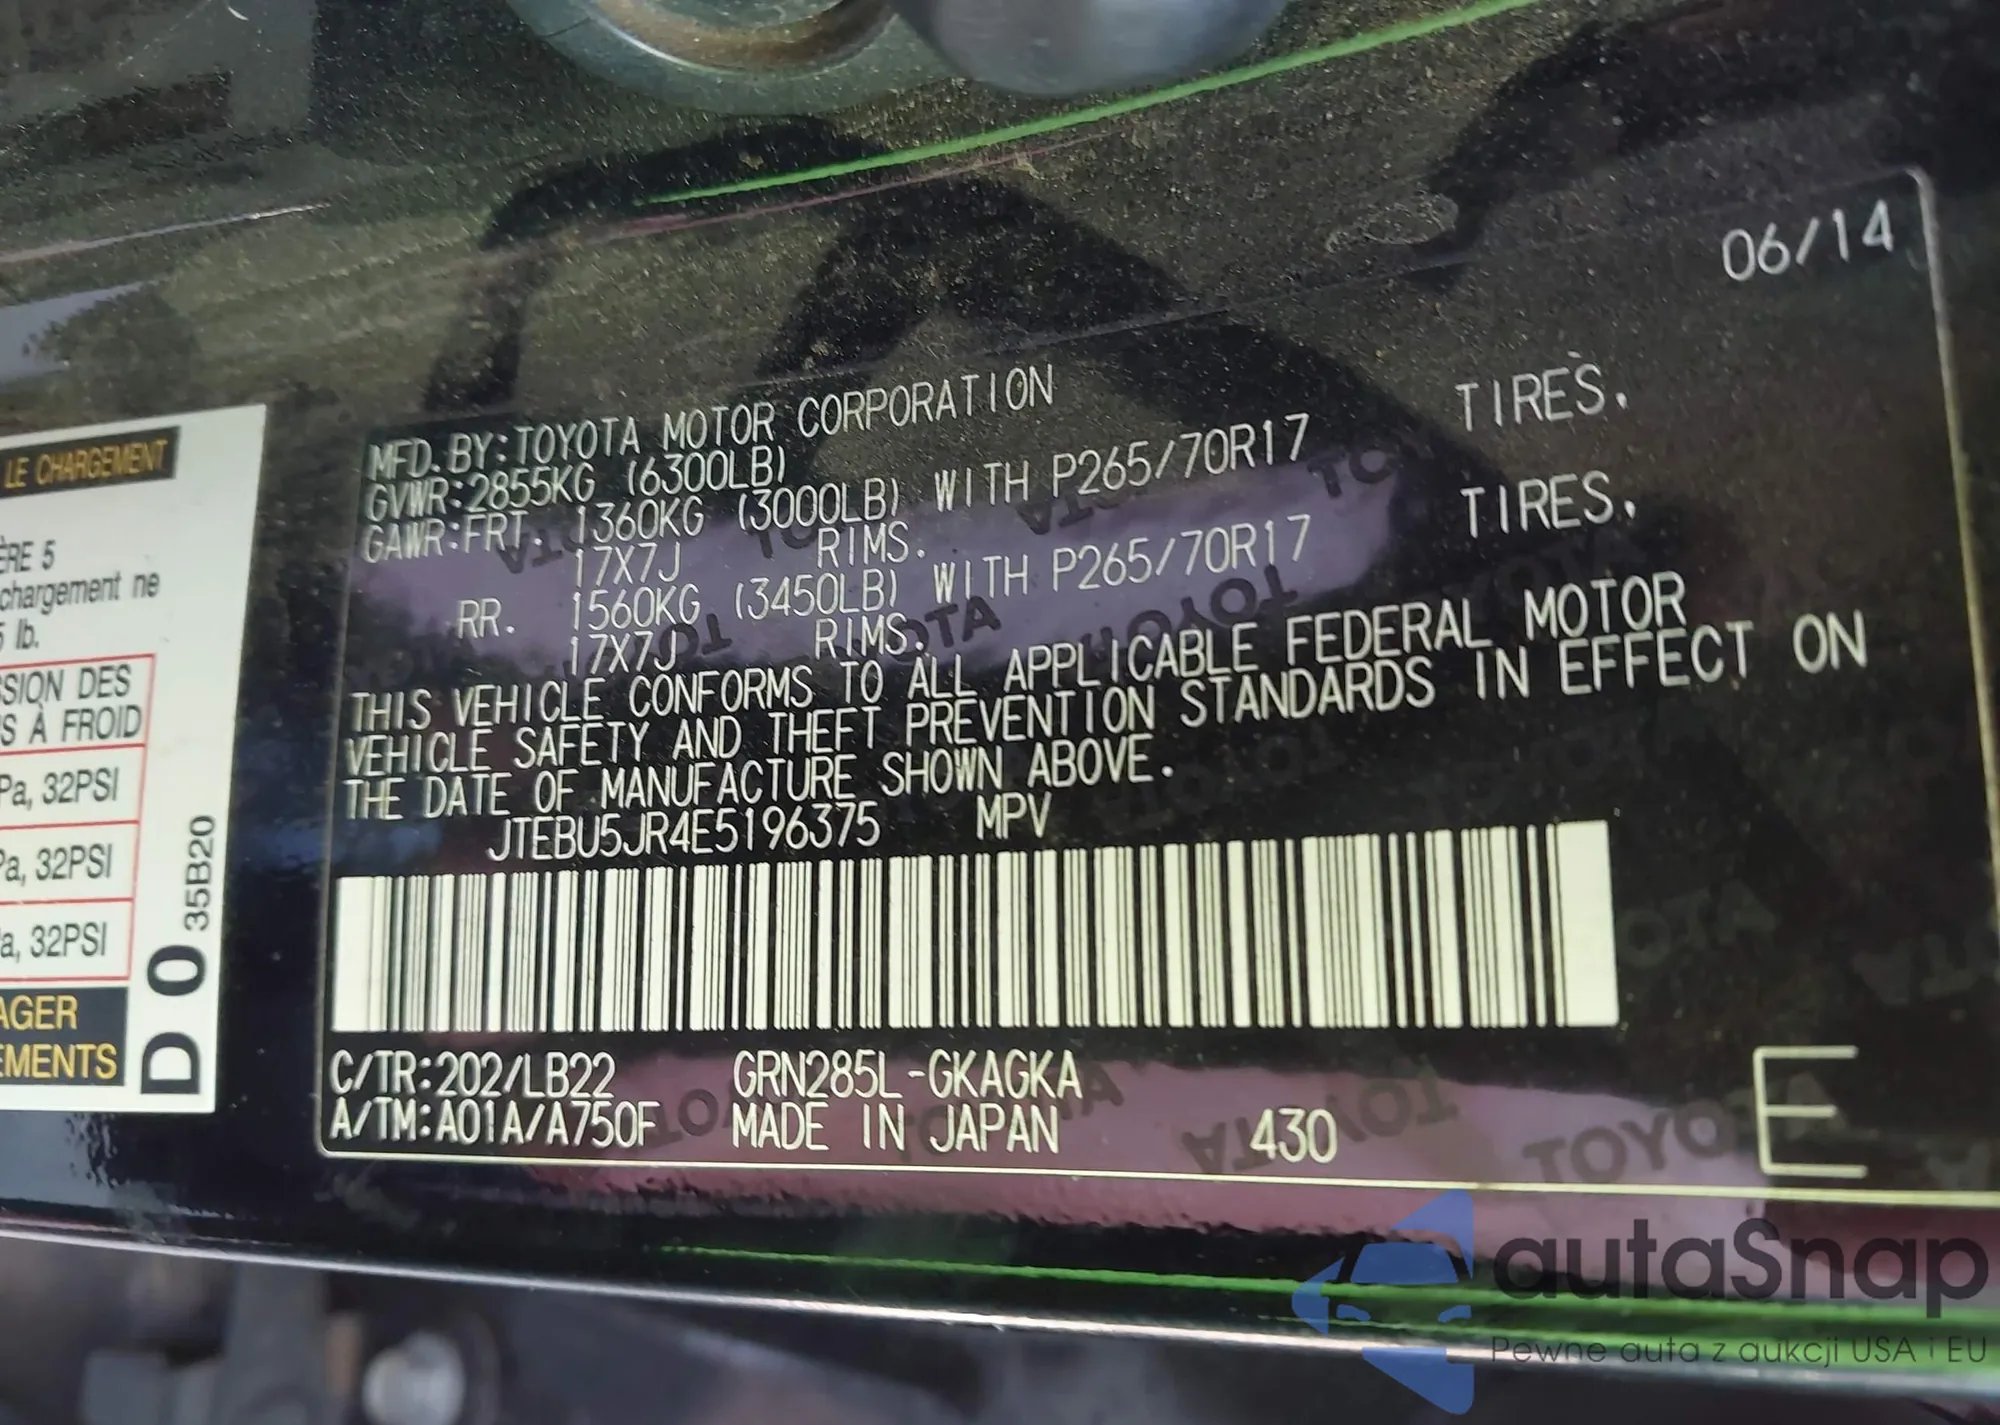 LE CHARGEMENT
ÈRE 5
chargement ne
5 lb.
SSION DES
S À FROID
Pa, 32PSI
Pa, 32PSI
a, 32PSI
AGER
EMENTS
D 0 35B20
06/14
MFD. BY: TOYOTA MOTOR CORPORATION
GVWR: 2855KG (6300LB)
GAWR: FRT. 1360KG (3000LB) WITH P265/70R17 TIRES.
17X7J RIMS.
RR. 1560KG (3450LB) WITH P265/70R17 TIRES.
17X7J RIMS.
THIS VEHICLE CONFORMS TO ALL APPLICABLE FEDERAL MOTOR
VEHICLE SAFETY AND THEFT PREVENTION STANDARDS IN EFFECT ON
THE DATE OF MANUFACTURE SHOWN ABOVE.
JTEBU5JR4E5196375 MPV
C/TR: 202/LB22 GRN285L-GKAGKA
A/TM: A01A/A750F MADE IN JAPAN 430 E
autaSnap
Pewne auta z aukcji USA i EU